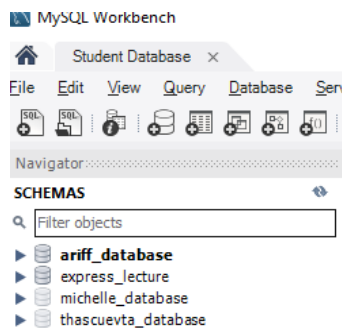 MySQL Workbench
Student Database ×
File Edit View Query Database Serv
SQL SQL f()
Navigator
SCHEMAS
Filter objects
ariff_database
express_lecture
michelle_database
thascuevta_database